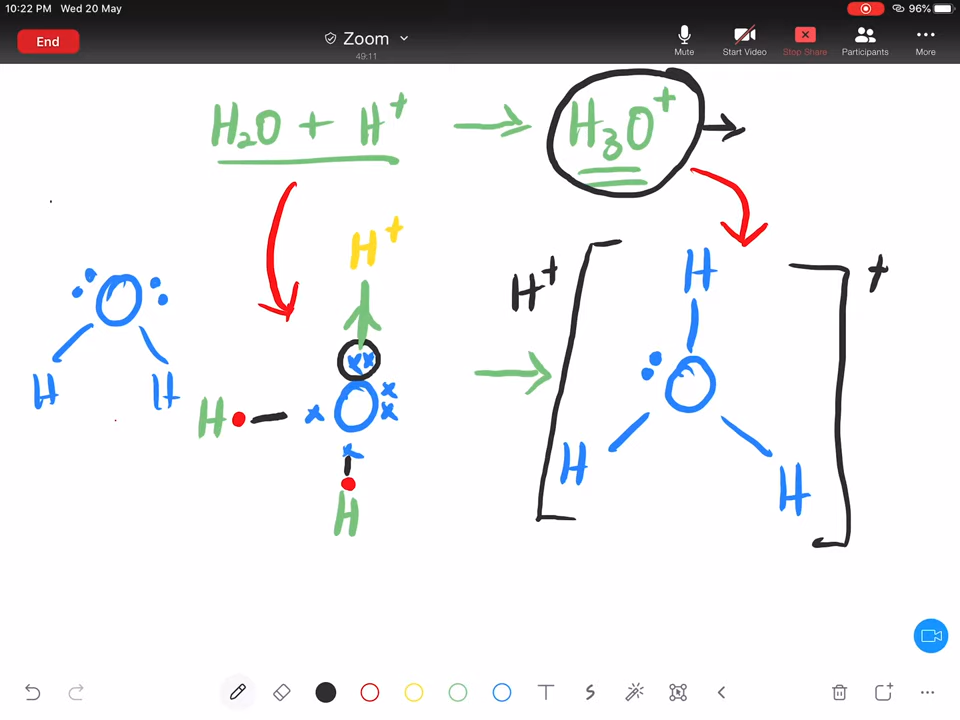 10:22 PM Wed 20 May
96%
End
Zoom
49:11
Mute
Start Video
Stop Share
Participants
More
H₂O + H⁺ → H₃O⁺ →
H⁺
H⁺
H
+
O
O
O
H H
H
H
H
H
T